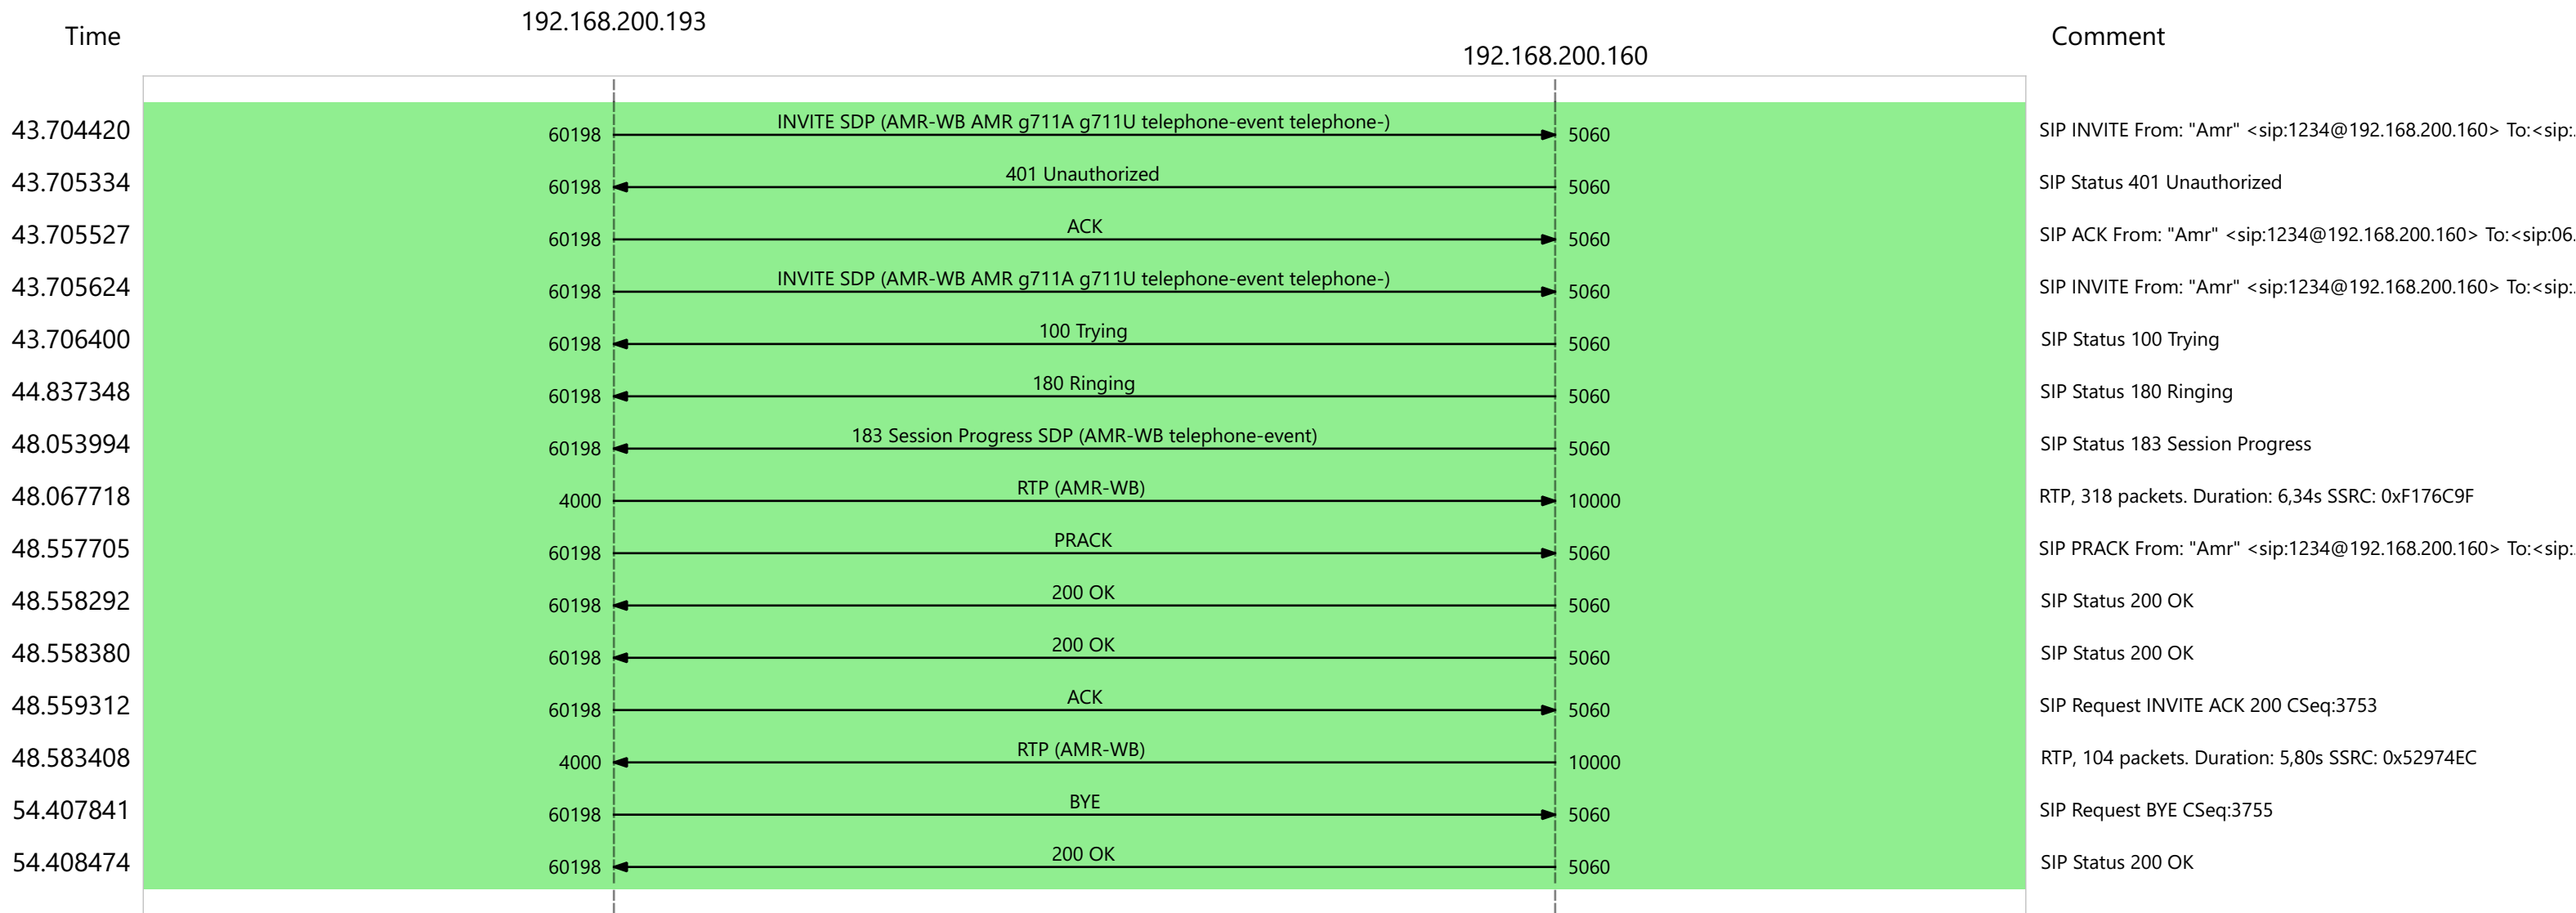 192.168.200.193
Time
Comment
192.168.200.160
INVITE SDP (AMR-WB AMR g711A g711U telephone-event telephone-)
43.704420 60198 5060 SIP INVITE From: "Amr" <sip:1234@192.168.200.160> To:<sip:.
401 Unauthorized
43.705334 60198 5060 SIP Status 401 Unauthorized
ACK
43.705527 60198 5060 SIP ACK From: "Amr" <sip:1234@192.168.200.160> To:<sip:06.
INVITE SDP (AMR-WB AMR g711A g711U telephone-event telephone-)
43.705624 60198 5060 SIP INVITE From: "Amr" <sip:1234@192.168.200.160> To:<sip:.
100 Trying
43.706400 60198 5060 SIP Status 100 Trying
180 Ringing
44.837348 60198 5060 SIP Status 180 Ringing
183 Session Progress SDP (AMR-WB telephone-event)
48.053994 60198 5060 SIP Status 183 Session Progress
RTP (AMR-WB)
48.067718 4000 10000 RTP, 318 packets. Duration: 6,34s SSRC: 0xF176C9F
PRACK
48.557705 60198 5060 SIP PRACK From: "Amr" <sip:1234@192.168.200.160> To:<sip:.
200 OK
48.558292 60198 5060 SIP Status 200 OK
200 OK
48.558380 60198 5060 SIP Status 200 OK
ACK
48.559312 60198 5060 SIP Request INVITE ACK 200 CSeq:3753
RTP (AMR-WB)
48.583408 4000 10000 RTP, 104 packets. Duration: 5,80s SSRC: 0x52974EC
BYE
54.407841 60198 5060 SIP Request BYE CSeq:3755
200 OK
54.408474 60198 5060 SIP Status 200 OK